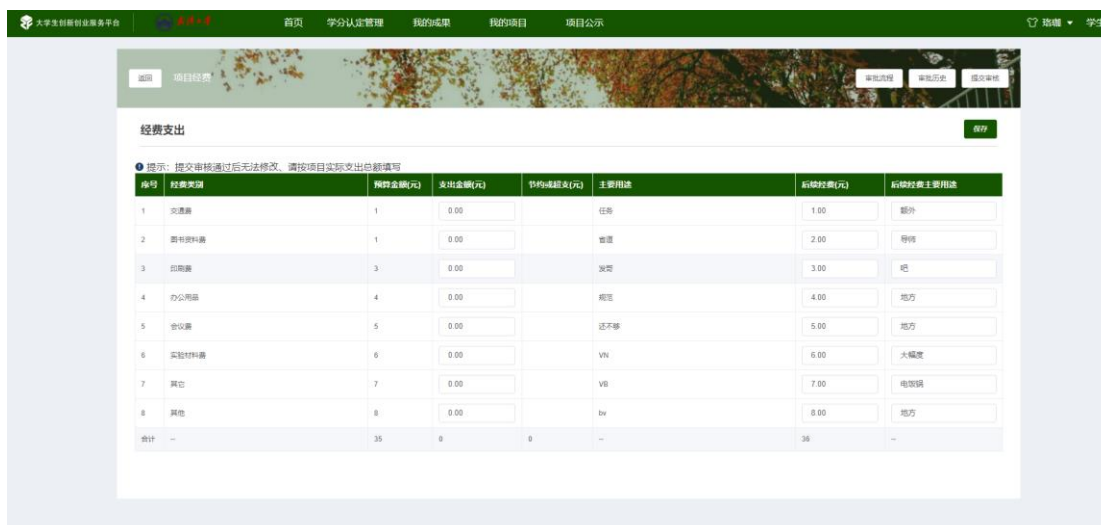 大学生创新创业服务平台 首页 学分认定管理 我的成果 我的项目 项目公示 珞珈 学生
返回 项目经费 审批流程 审批历史 提交审核
经费支出 保存
提示：提交审核通过后无法修改、请按项目实际支出总额填写
序号 经费类别 预算金额(元) 支出金额(元) 节约或超支(元) 主要用途 后续经费(元) 后续经费主要用途
1 交通费 1 0.00 任务 1.00 额外
2 图书资料费 1 0.00 2.00 导师
3 印刷费 3 0.00 发哥 3.00 吧
4 办公用品 4 0.00 规范 4.00 地方
5 会议费 5 0.00 还不够 5.00 地方
6 实验材料费 6 0.00 VN 6.00 大幅度
7 其它 7 0.00 VB 7.00 电饭锅
8 其他 8 0.00 bv 8.00 地方
合计 -- 35 0 0 -- 36 --